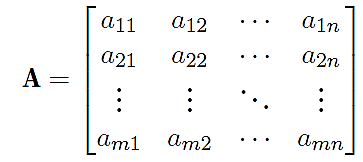 a11 a12 ⋯ a1n
a21 a22 ⋯ a2n
A =
⋮ ⋮ ⋱ ⋮
am1 am2 ⋯ amn